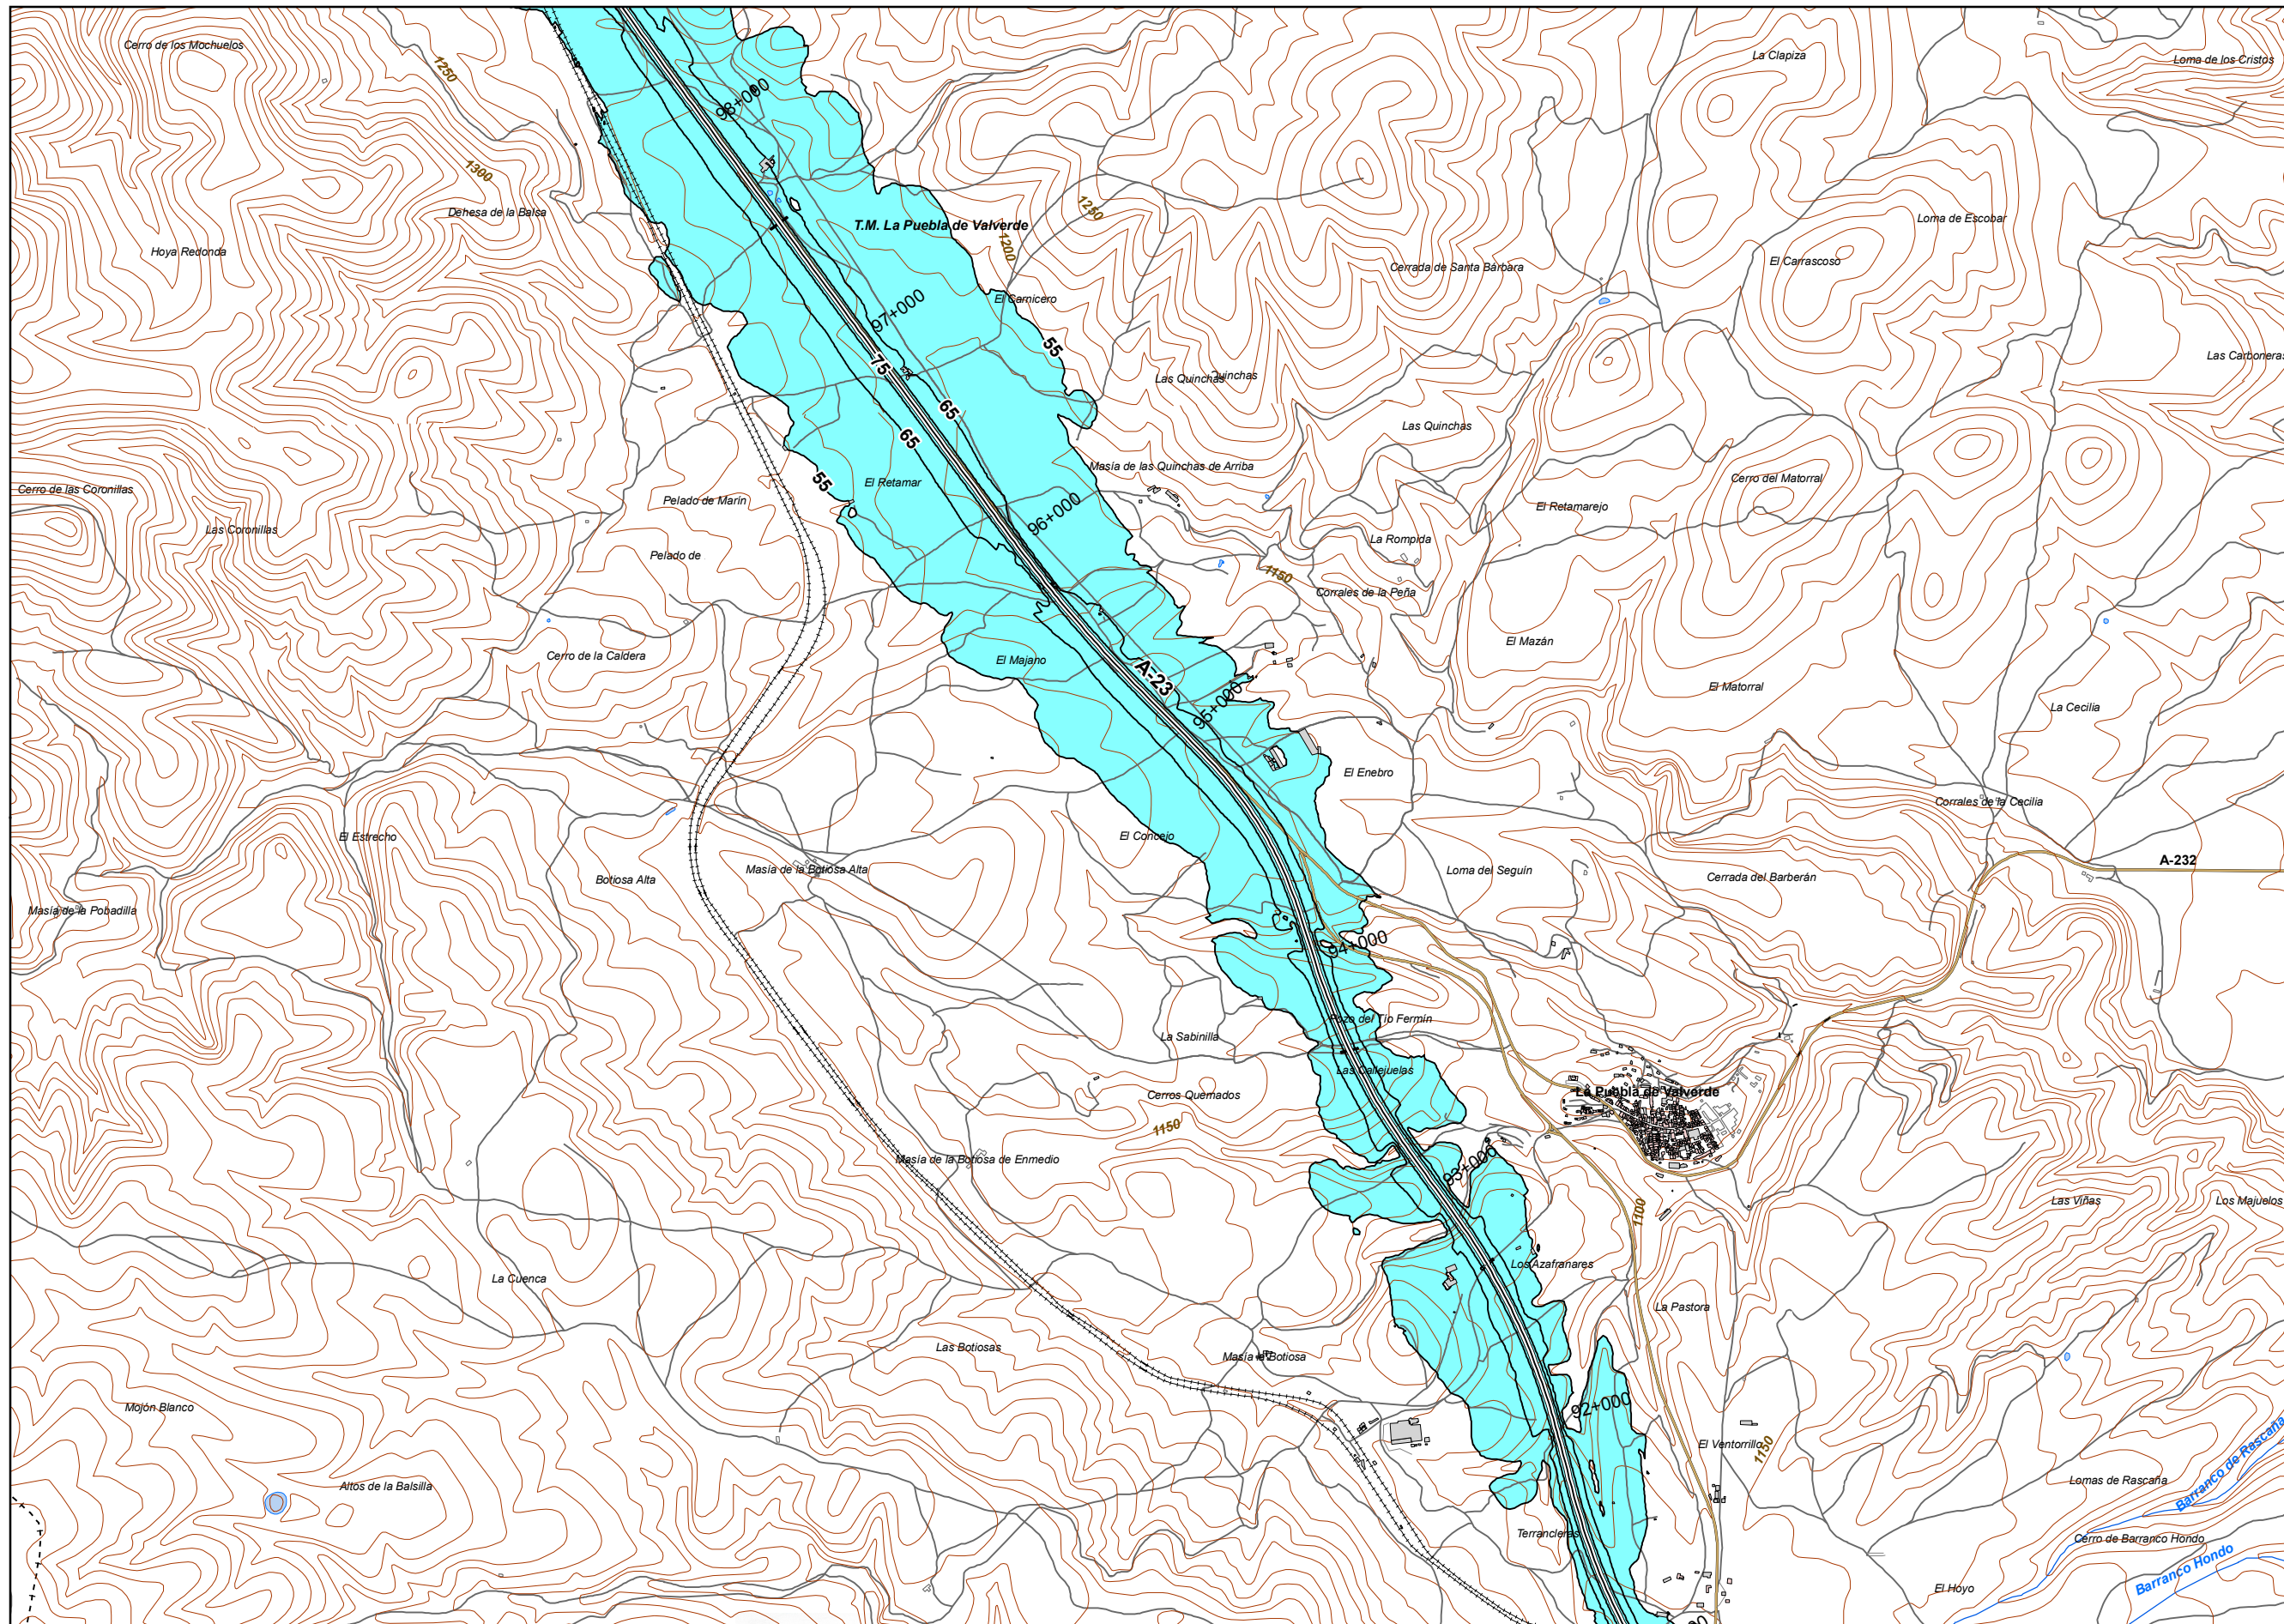 Cerro de los Mochuelos
La Clapiza
Loma de los Cristos
1250
98+000
1300
Dehesa de la Balsa
1250
Loma de Escobar
T.M. La Puebla de Valverde
1200
Hoya Redonda
El Carrascoso
Cerrada de Santa Bárbara
El Carnicero
97+000
55
Las Carboneras
75
Las Quinchas
Quinchas
65
Las Quinchas
65
Masía de las Quinchas de Arriba
55
El Retamar
Cerro del Matorral
Cerro de las Coronillas
Pelado de Marín
El Retamarejo
96+000
Las Coronillas
La Rompida
Pelado de
1150
Corrales de la Peña
El Mazán
Cerro de la Caldera
El Majano
A-23
El Matorral
95+000
La Cecilia
El Enebro
Corrales de la Cecilia
El Estrecho
El Concejo
A-232
Masía de la Botiosa Alta
Loma del Seguín
Botiosa Alta
Cerrada del Barberán
Masía de la Pobadilla
94+000
Pozo del Tío Fermín
La Sabinilla
Las Callejuelas
Cerros Quemados
La Puebla de Valverde
1150
Masía de la Botiosa de Enmedio
93+000
Las Viñas
Los Majuelos
1100
Los Azafranares
La Cuenca
La Pastora
Las Botiosas
Masía la Botiosa
Mojón Blanco
92+000
El Ventorrillo
1150
Barranco de Rascaña
Altos de la Balsilla
Lomas de Rascaña
Terrancleras
Cerro de Barranco Hondo
Barranco Hondo
El Hoyo